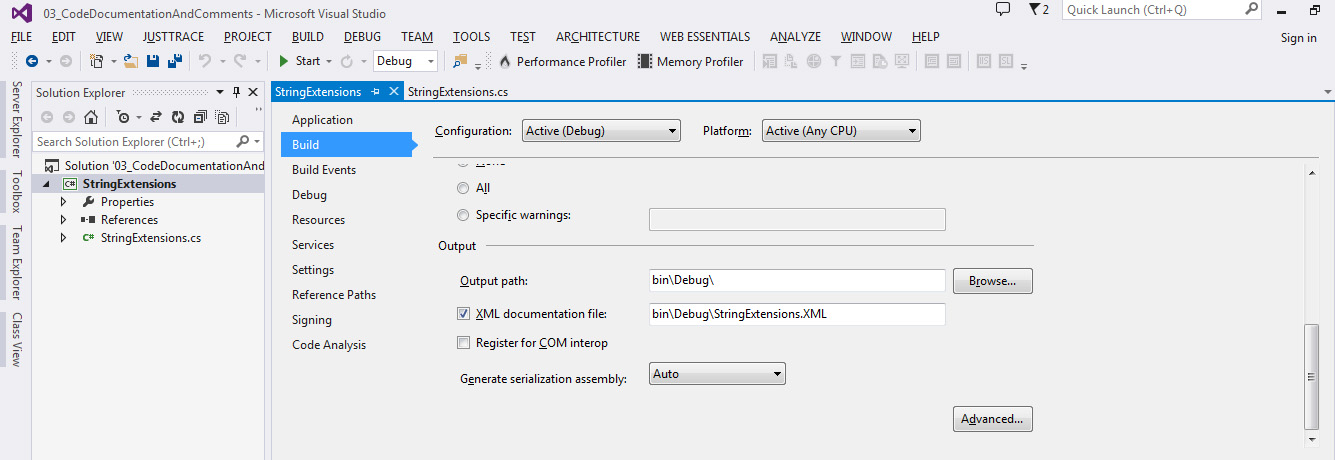 03_CodeDocumentationAndComments - Microsoft Visual Studio
2
Quick Launch (Ctrl+Q)
FILE EDIT VIEW JUSTTRACE PROJECT BUILD DEBUG TEAM TOOLS TEST ARCHITECTURE WEB ESSENTIALS ANALYZE WINDOW HELP
Sign in
Start Debug Performance Profiler Memory Profiler
Server Explorer
Toolbox
Team Explorer
Class View
Solution Explorer
Search Solution Explorer (Ctrl+;)
Solution '03_CodeDocumentationAnd
C# StringExtensions
Properties
References
C# StringExtensions.cs
StringExtensions StringExtensions.cs
Application
Build
Build Events
Debug
Resources
Services
Settings
Reference Paths
Signing
Code Analysis
Configuration: Active (Debug) Platform: Active (Any CPU)
All
Specific warnings:
Output
Output path: bin\Debug\ Browse...
XML documentation file: bin\Debug\StringExtensions.XML
Register for COM interop
Generate serialization assembly: Auto
Advanced...